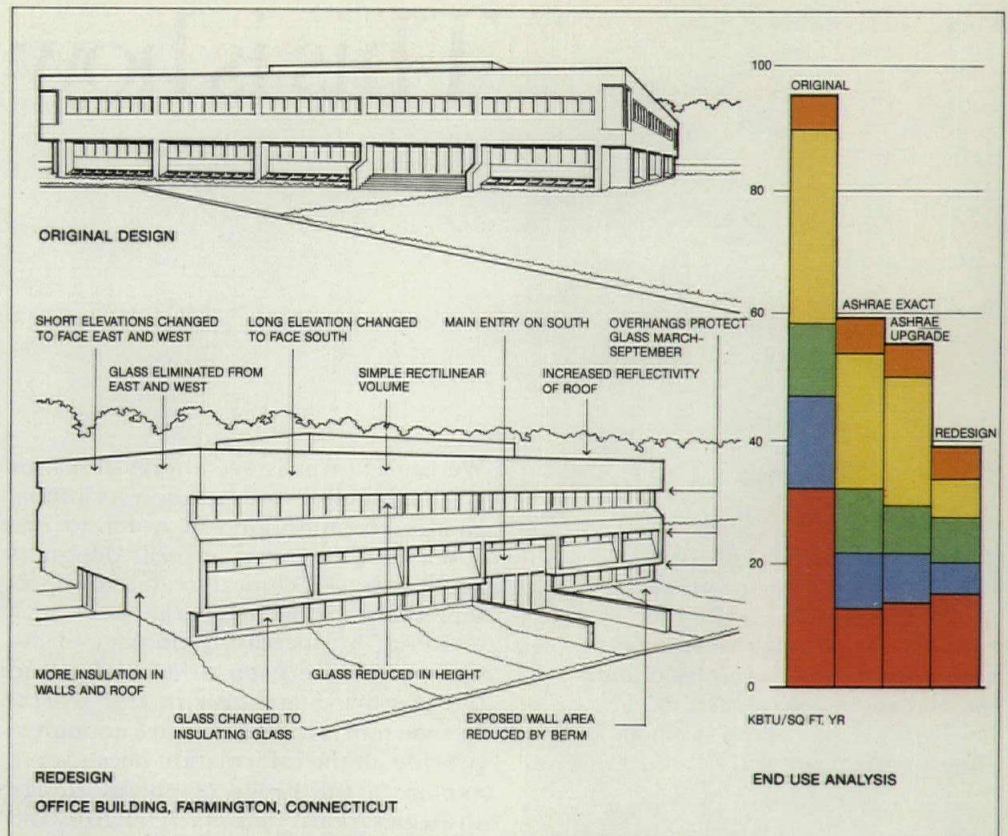 ORIGINAL DESIGN
SHORT ELEVATIONS CHANGED
TO FACE EAST AND WEST
LONG ELEVATION CHANGED
TO FACE SOUTH
MAIN ENTRY ON SOUTH
OVERHANGS PROTECT
GLASS MARCH-
SEPTEMBER
GLASS ELIMINATED FROM
EAST AND WEST
SIMPLE RECTILINEAR
VOLUME
INCREASED REFLECTIVITY
OF ROOF
MORE INSULATION IN
WALLS AND ROOF
GLASS REDUCED IN HEIGHT
GLASS CHANGED TO
INSULATING GLASS
EXPOSED WALL AREA
REDUCED BY BERM
REDESIGN
OFFICE BUILDING, FARMINGTON, CONNECTICUT
100
ORIGINAL
80
60
ASHRAE EXACT
ASHRAE
UPGRADE
40
REDESIGN
20
0
KBTU/SQ FT. YR
END USE ANALYSIS